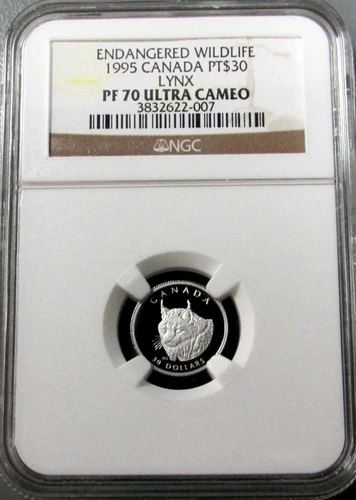 ENDANGERED WILDLIFE
1995 CANADA PT$30
LYNX
PF 70 ULTRA CAMEO
3832622-007
NGC
CANADA
30 DOLLARS